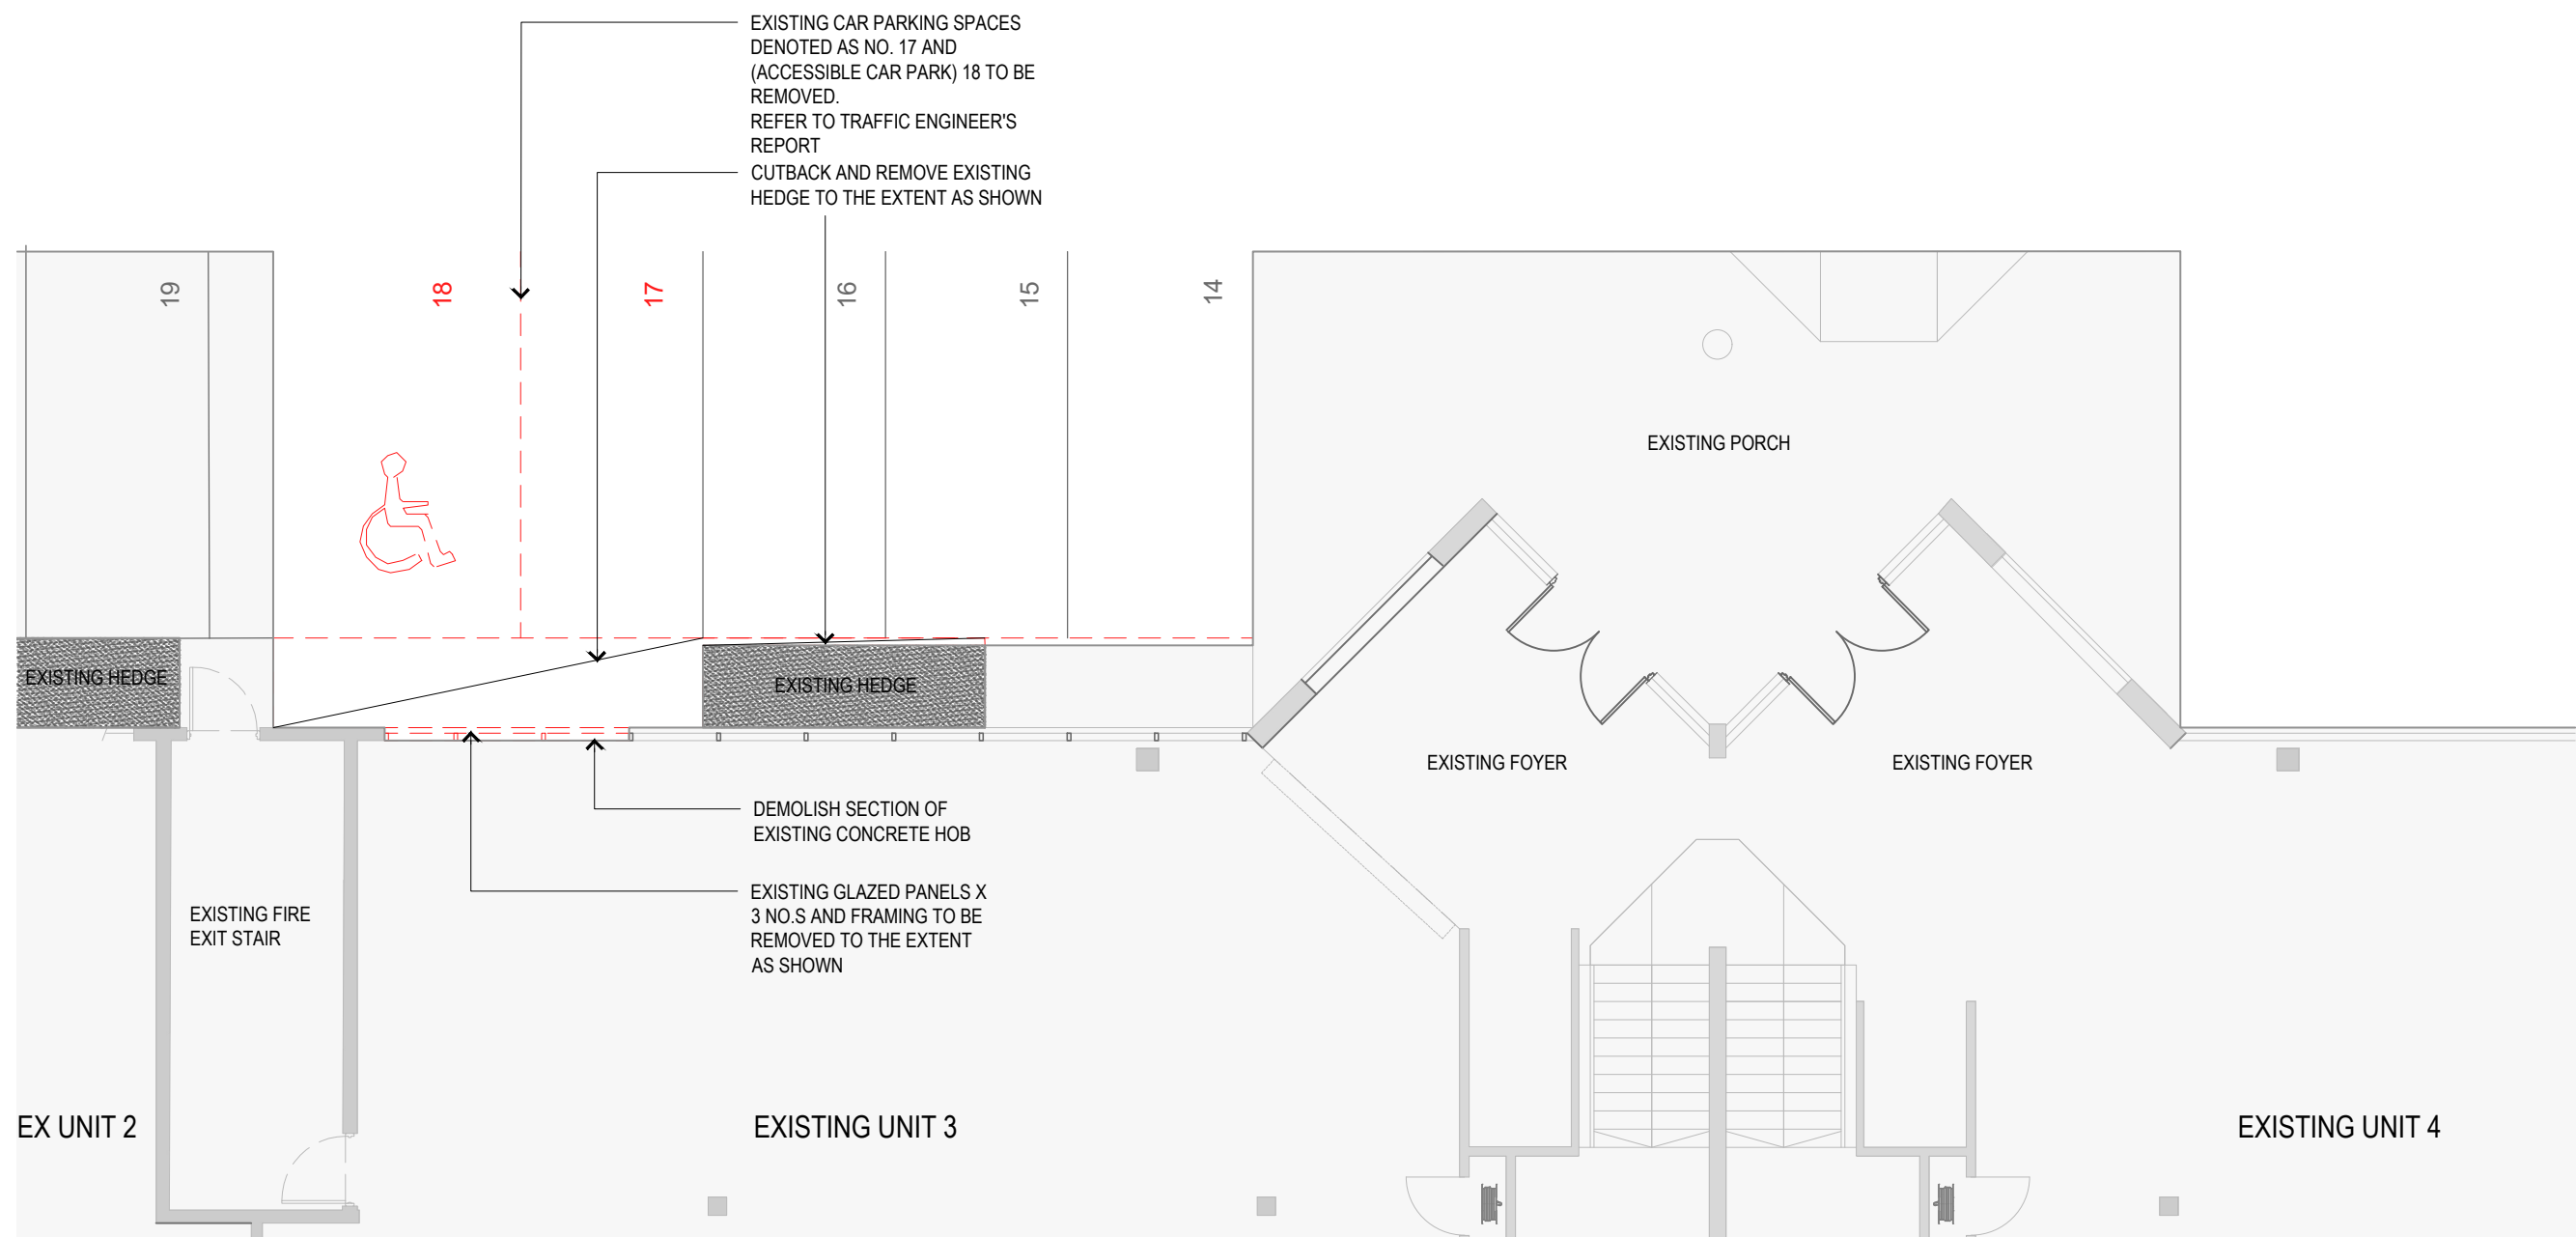 EXISTING CAR PARKING SPACES
DENOTED AS NO. 17 AND
(ACCESSIBLE CAR PARK) 18 TO BE
REMOVED.
REFER TO TRAFFIC ENGINEER'S
REPORT
CUTBACK AND REMOVE EXISTING
HEDGE TO THE EXTENT AS SHOWN
19
18
17
16
15
14
EXISTING PORCH
EXISTING HEDGE
EXISTING HEDGE
EXISTING FOYER
EXISTING FOYER
DEMOLISH SECTION OF
EXISTING CONCRETE HOB
EXISTING GLAZED PANELS X
3 NO.S AND FRAMING TO BE
REMOVED TO THE EXTENT
AS SHOWN
EXISTING FIRE
EXIT STAIR
EX UNIT 2
EXISTING UNIT 3
EXISTING UNIT 4